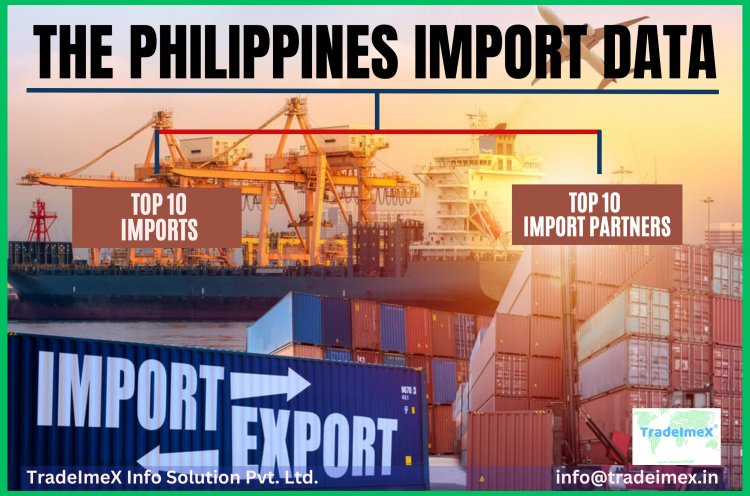 THE PHILIPPINES IMPORT DATA
TOP 10
IMPORTS
TOP 10
IMPORT PARTNERS
IMPORT
EXPORT
TradeImeX
TradeImeX Info Solution Pvt. Ltd.
info@tradeimex.in